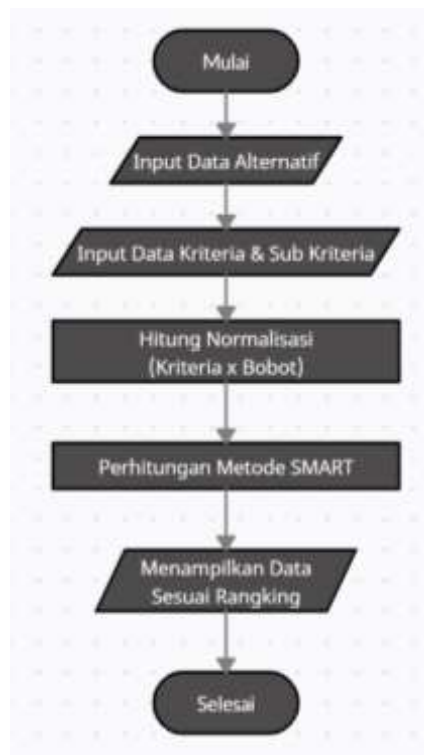 Mulai
Input Data Alternatif
Input Data Kriteria & Sub Kriteria
Hitung Normalisasi
(Kriteria x Bobot)
Perhitungan Metode SMART
Menampilkan Data
Sesuai Rangking
Selesai